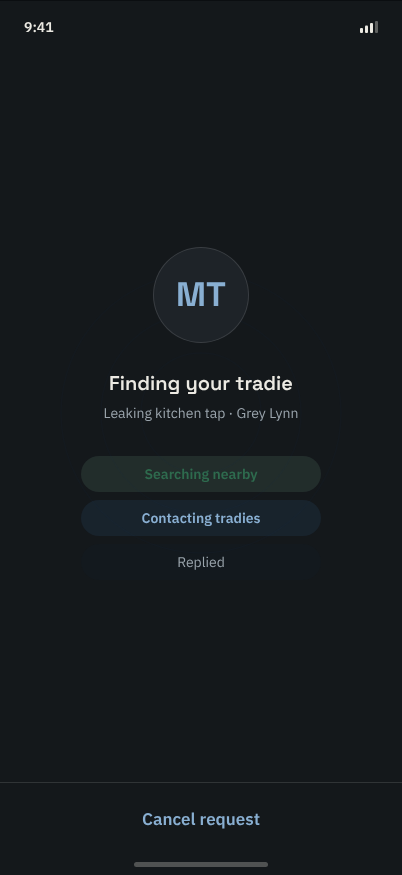 9:41
MT
Finding your tradie
Leaking kitchen tap · Grey Lynn
Searching nearby
Contacting tradies
Replied
Cancel request